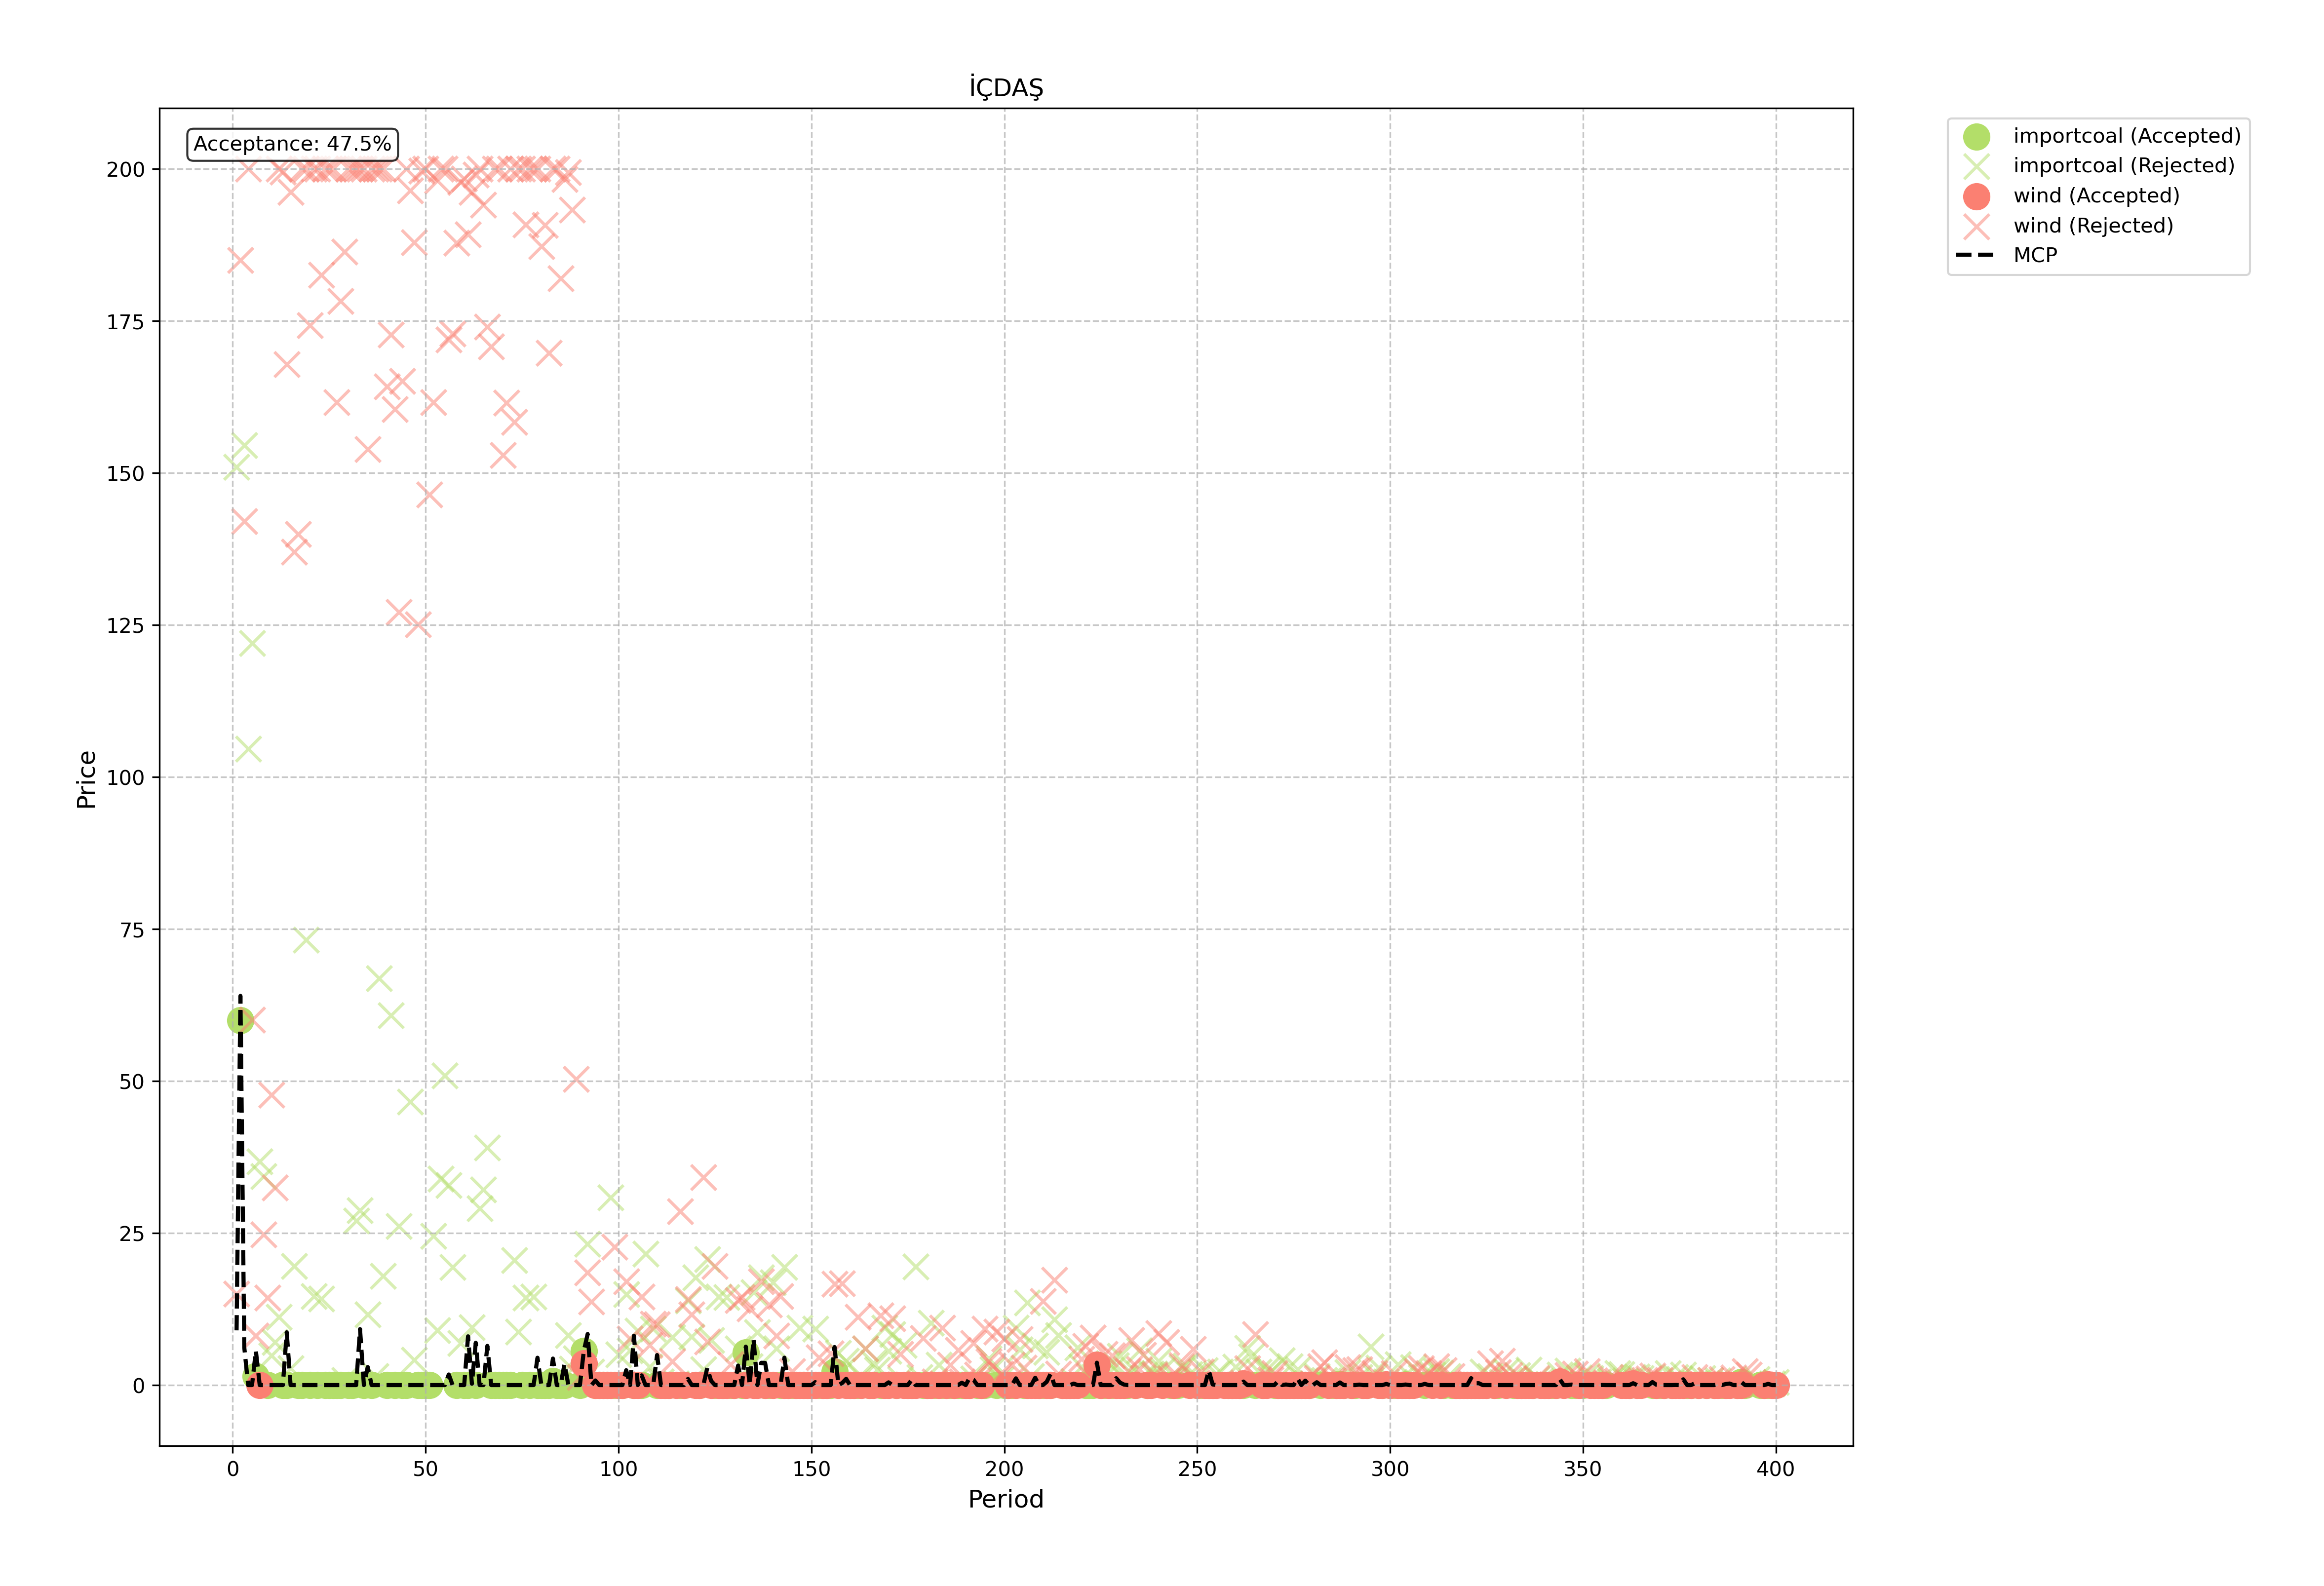 İÇDAŞ
Acceptance: 47.5%
importcoal (Accepted)
importcoal (Rejected)
wind (Accepted)
wind (Rejected)
MCP
Price
200
175
150
125
100
75
50
25
0
0 50 100 150 200 250 300 350 400
Period